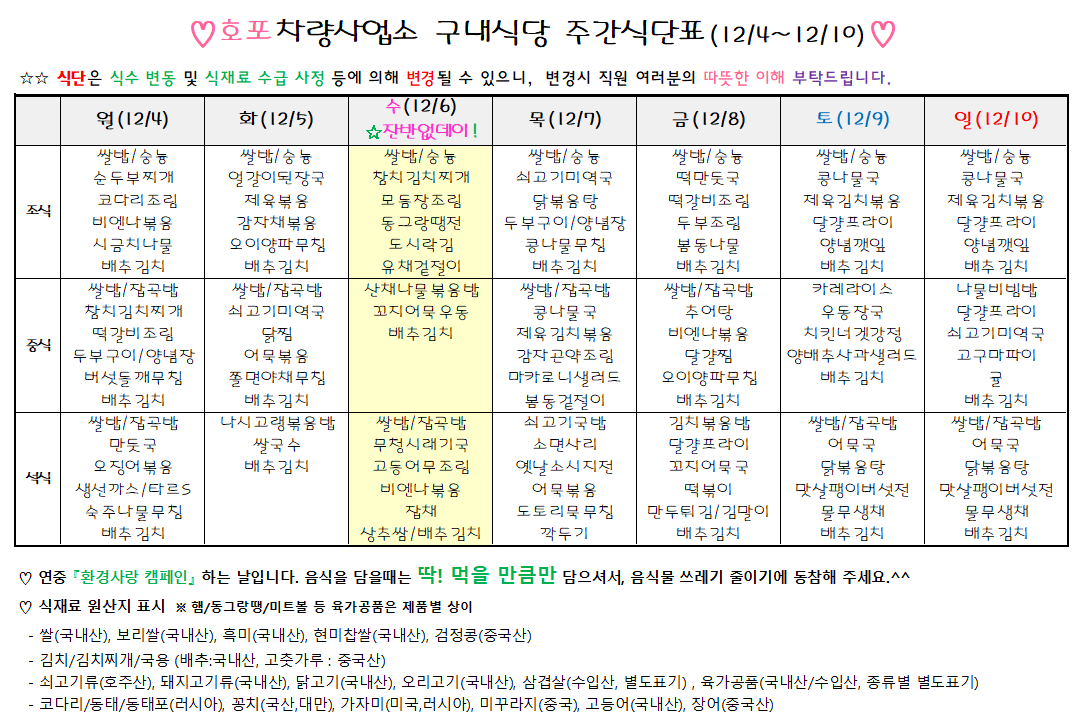 ♡호포 차량사업소 구내식당 주간식단표(12/4~12/10)♡
☆☆ 식단은 식수 변동 및 식재료 수급 사정 등에 의해 변경될 수 있으니, 변경시 직원 여러분의 따뜻한 이해 부탁드립니다.
월(12/4) 화(12/5) 수(12/6) ☆잔반없데이! 목(12/7) 금(12/8) 토(12/9) 일(12/10)
조식
쌀밥/숭늉 쌀밥/숭늉 쌀밥/숭늉 쌀밥/숭늉 쌀밥/숭늉 쌀밥/숭늉 쌀밥/숭늉
순두부찌개 얼갈이된장국 참치김치찌개 쇠고기미역국 떡만둣국 콩나물국 콩나물국
코다리조림 제육볶음 모둠장조림 닭볶음탕 떡갈비조림 제육김치볶음 제육김치볶음
비엔나볶음 감자채볶음 동그랑땡전 두부구이/양념장 두부조림 달걀프라이 달걀프라이
시금치나물 오이양파무침 도시락김 콩나물무침 봄동나물 양념깻잎 양념깻잎
배추김치 배추김치 유채겉절이 배추김치 배추김치 배추김치 배추김치
중식
쌀밥/잡곡밥 쌀밥/잡곡밥 산채나물볶음밥 쌀밥/잡곡밥 쌀밥/잡곡밥 카레라이스 나물비빔밥
참치김치찌개 쇠고기미역국 꼬지어묵우동 콩나물국 추어탕 우동장국 달걀프라이
떡갈비조림 닭찜 배추김치 제육김치볶음 비엔나볶음 치킨너겟강정 쇠고기미역국
두부구이/양념장 어묵볶음 감자곤약조림 달걀찜 양배추사과샐러드 고구마파이
버섯들깨무침 쫄면야채무침 마카로니샐러드 오이양파무침 배추김치 귤
배추김치 배추김치 봄동겉절이 배추김치 배추김치
석식
쌀밥/잡곡밥 낙시고랭볶음밥 쌀밥/잡곡밥 쇠고기국밥 김치볶음밥 쌀밥/잡곡밥 쌀밥/잡곡밥
만둣국 쌀국수 무청시래기국 소면사리 달걀프라이 어묵국 어묵국
오징어볶음 배추김치 고등어무조림 옛날소시지전 꼬지어묵국 닭볶음탕 닭볶음탕
생선까스/타르S 비엔나볶음 어묵볶음 떡볶이 맛살팽이버섯전 맛살팽이버섯전
숙주나물무침 잡채 도토리묵무침 만두튀김/김말이 물무생채 물무생채
배추김치 상추쌈/배추김치 깍두기 배추김치 배추김치 배추김치
♡ 연중 『환경사랑 캠페인』 하는 날입니다. 음식을 담을때는 딱! 먹을 만큼만 담으셔서, 음식물 쓰레기 줄이기에 동참해 주세요.^^
♡ 식재료 원산지 표시 ※ 햄/동그랑땡/미트볼 등 육가공품은 제품별 상이
- 쌀(국내산), 보리쌀(국내산), 흑미(국내산), 현미찹쌀(국내산), 검정콩(중국산)
- 김치/김치찌개/국용 (배추:국내산, 고춧가루 : 중국산)
- 쇠고기류(호주산), 돼지고기류(국내산), 닭고기(국내산), 오리고기(국내산), 삼겹살(수입산, 별도표기) , 육가공품(국내산/수입산, 종류별 별도표기)
- 코다리/동태/동태포(러시아), 꽁치(국산,대만), 가자미(미국,러시아), 미꾸라지(중국), 고등어(국내산), 장어(중국산)